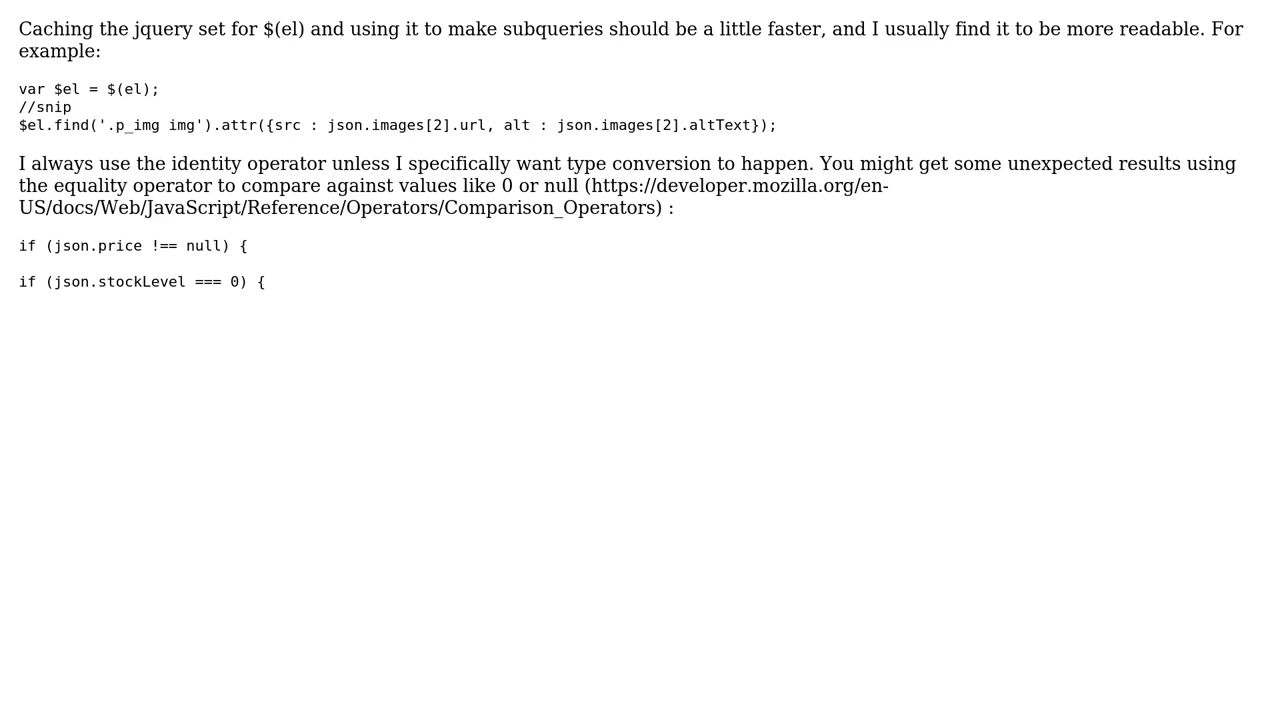 Caching the jquery set for $(el) and using it to make subqueries should be a little faster, and I usually find it to be more readable. For
example:
var $el = $(el);
//snip
$el.find('.p_img img').attr({src : json.images[2].url, alt : json.images[2].altText});
I always use the identity operator unless I specifically want type conversion to happen. You might get some unexpected results using
the equality operator to compare against values like 0 or null (https://developer.mozilla.org/en-
US/docs/Web/JavaScript/Reference/Operators/Comparison_Operators) :
if (json.price !== null) {
if (json.stockLevel === 0) {